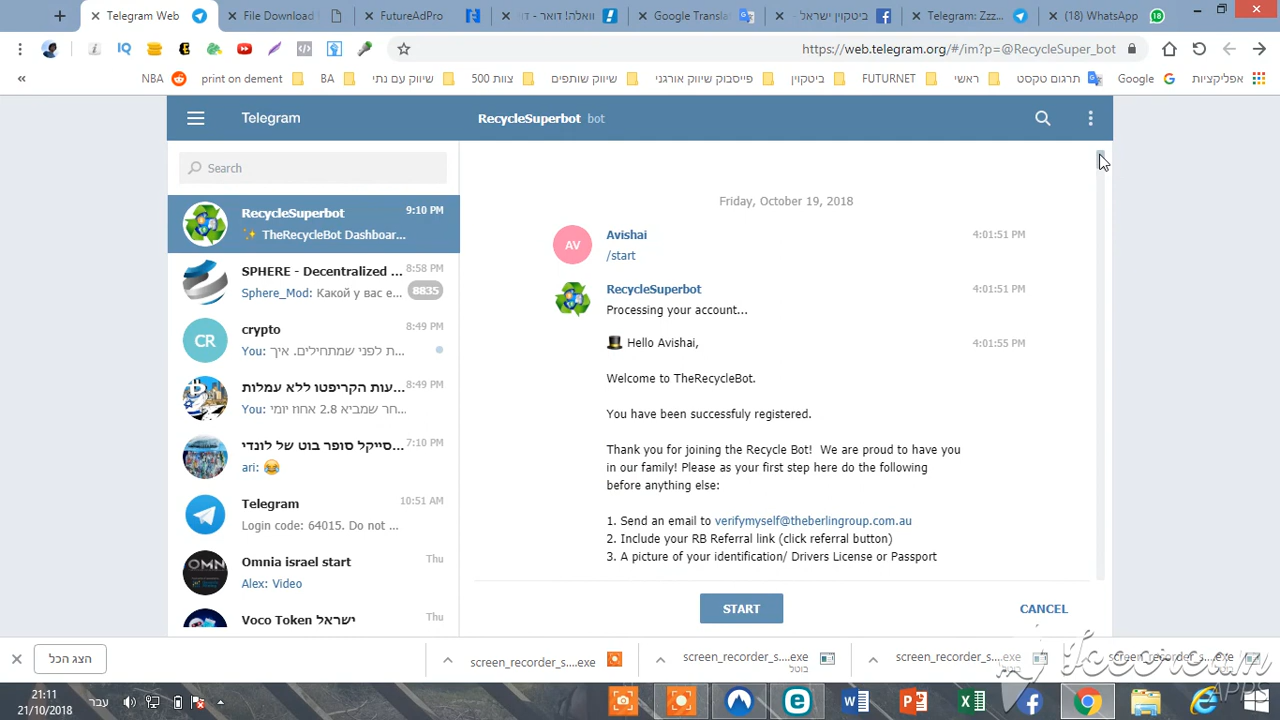 Telegram Web
File Download
FutureAdPro
וואלה! דואר - זכ
Google Transla
ביטקוין ישראל -
Telegram: Zzz...
(18) WhatsApp
https://web.telegram.org/#/im?p=@RecycleSuper_bot
אפליקציות
Google
תרגום טקסט
ראשי
FUTURNET
ביטקוין
פייסבוק שיווק אורגני
שיווק שותפים
צוות 500
שיווק עם נתי
BA
print on dement
NBA
«
Telegram
RecycleSuperbot bot
Search
RecycleSuperbot 9:10 PM
✨ TheRecycleBot Dashboar...
SPHERE - Decentralized ... 8:58 PM
Sphere_Mod: Какой у вас е... 8835
CR
crypto 8:49 PM
You: ת לפני שמתחילים. איך...
עות הקריפטו ללא עמלות... 8:49 PM
You: חר שמביא 2.8 אחוז יומי...
סייקל סופר בוט של לונדי... 7:10 PM
ari: 😂
Telegram 10:51 AM
Login code: 64015. Do not ...
OMN
Omnia israel start Thu
Alex: Video
Voco Token ישראל Thu
Friday, October 19, 2018
AV
Avishai 4:01:51 PM
/start
RecycleSuperbot 4:01:51 PM
Processing your account...
🎩 Hello Avishai, 4:01:55 PM
Welcome to TheRecycleBot.
You have been successfuly registered.
Thank you for joining the Recycle Bot! We are proud to have you
in our family! Please as your first step here do the following
before anything else:
1. Send an email to verifymyself@theberlingroup.com.au
2. Include your RB Referral link (click referral button)
3. A picture of your identification/ Drivers License or Passport
START
CANCEL
הצג הכל
screen_recorder_s....exe
screen_recorder_s....exe
בוטל
screen_recorder_s....exe
בוטל
screen_recorder_s....exe
Icecream
APPS
21:11
21/10/2018
עבר